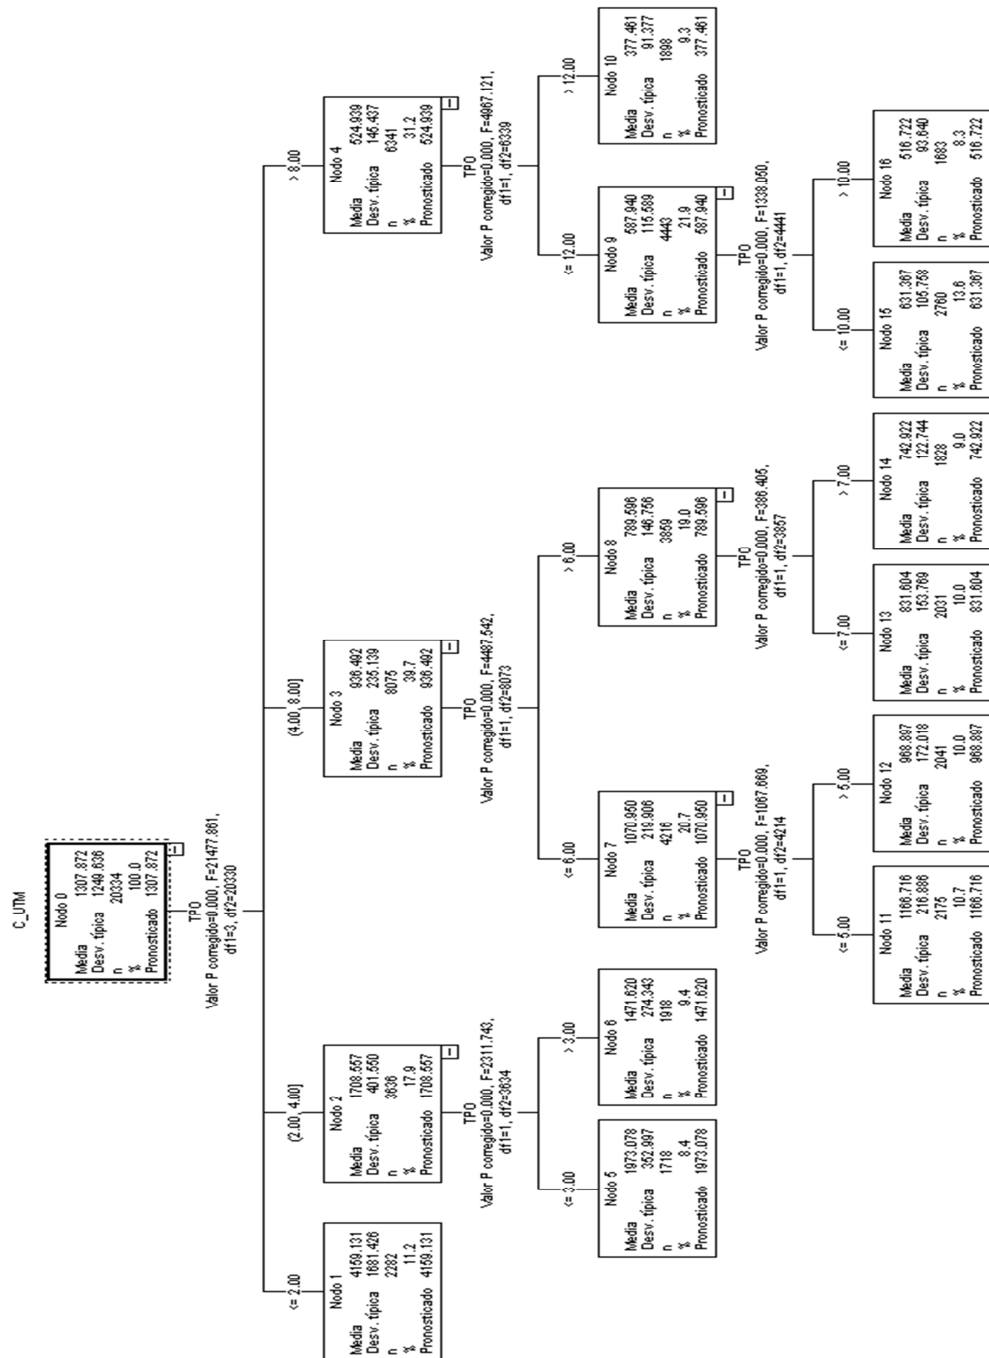 C_UTM
Nodo 0
Media 1307.872
Desv. típica 1249.636
n 20334
% 100.0
Pronosticado 1307.872
TPO
Valor P corregido=0.000, F=21477.861,
df1=3, df2=20330
<= 2.00
(2.00, 4.00]
(4.00, 8.00]
> 8.00
Nodo 1
Media 4159.131
Desv. típica 1681.426
n 2282
% 11.2
Pronosticado 4159.131
Nodo 2
Media 1708.557
Desv. típica 401.550
n 3636
% 17.9
Pronosticado 1708.557
Nodo 3
Media 936.492
Desv. típica 235.139
n 8075
% 39.7
Pronosticado 936.492
Nodo 4
Media 524.939
Desv. típica 145.437
n 6341
% 31.2
Pronosticado 524.939
TPO
Valor P corregido=0.000, F=2311.743,
df1=1, df2=3634
TPO
Valor P corregido=0.000, F=4487.542,
df1=1, df2=8073
TPO
Valor P corregido=0.000, F=4967.121,
df1=1, df2=6339
<= 3.00
> 3.00
<= 6.00
> 6.00
<= 12.00
> 12.00
Nodo 5
Media 1973.078
Desv. típica 352.997
n 1718
% 8.4
Pronosticado 1973.078
Nodo 6
Media 1471.620
Desv. típica 274.343
n 1918
% 9.4
Pronosticado 1471.620
Nodo 7
Media 1070.950
Desv. típica 219.906
n 4216
% 20.7
Pronosticado 1070.950
Nodo 8
Media 789.596
Desv. típica 146.756
n 3859
% 19.0
Pronosticado 789.596
Nodo 9
Media 587.940
Desv. típica 115.589
n 4443
% 21.9
Pronosticado 587.940
Nodo 10
Media 377.461
Desv. típica 91.377
n 1898
% 9.3
Pronosticado 377.461
TPO
Valor P corregido=0.000, F=1067.669,
df1=1, df2=4214
TPO
Valor P corregido=0.000, F=386.405,
df1=1, df2=3857
TPO
Valor P corregido=0.000, F=1338.050,
df1=1, df2=4441
<= 5.00
> 5.00
<= 7.00
> 7.00
<= 10.00
> 10.00
Nodo 11
Media 1166.716
Desv. típica 216.886
n 2175
% 10.7
Pronosticado 1166.716
Nodo 12
Media 968.897
Desv. típica 172.018
n 2041
% 10.0
Pronosticado 968.897
Nodo 13
Media 831.604
Desv. típica 153.769
n 2031
% 10.0
Pronosticado 831.604
Nodo 14
Media 742.922
Desv. típica 122.744
n 1828
% 9.0
Pronosticado 742.922
Nodo 15
Media 631.367
Desv. típica 105.758
n 2760
% 13.6
Pronosticado 631.367
Nodo 16
Media 516.722
Desv. típica 93.640
n 1683
% 8.3
Pronosticado 516.722